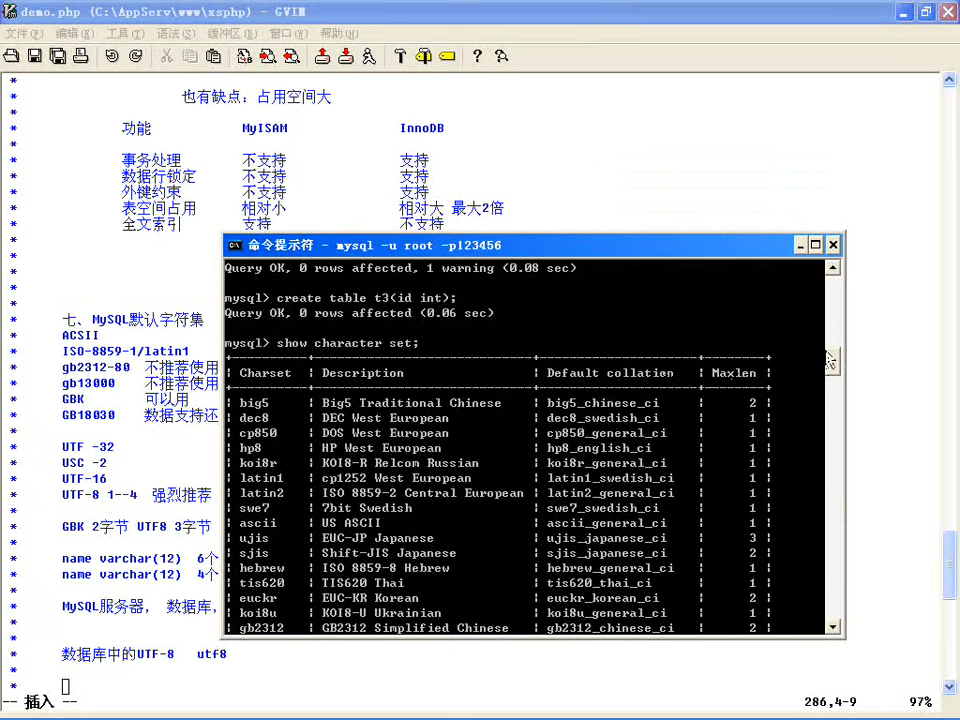 demo.php (C:\AppServ\www\xsphp) - GVIM
文件(F) 编辑(E) 工具(T) 语法(S) 缓冲区(B) 窗口(W) 帮助(H)
* 也有缺点：占用空间大
*
* 功能 MyISAM InnoDB
*
* 事务处理 不支持 支持
* 数据行锁定 不支持 支持
* 外键约束 不支持 支持
* 表空间占用 相对小 相对大 最大2倍
* 全文索引 支持 不支持
命令提示符 - mysql -u root -p123456
Query OK, 0 rows affected, 1 warning (0.08 sec)
mysql> create table t3(id int);
Query OK, 0 rows affected (0.06 sec)
mysql> show character set;
+----------+-----------------------------+---------------------+--------+
| Charset | Description | Default collation | Maxlen |
+----------+-----------------------------+---------------------+--------+
| big5 | Big5 Traditional Chinese | big5_chinese_ci | 2 |
| dec8 | DEC West European | dec8_swedish_ci | 1 |
| cp850 | DOS West European | cp850_general_ci | 1 |
| hp8 | HP West European | hp8_english_ci | 1 |
| koi8r | KOI8-R Relcom Russian | koi8r_general_ci | 1 |
| latin1 | cp1252 West European | latin1_swedish_ci | 1 |
| latin2 | ISO 8859-2 Central European | latin2_general_ci | 1 |
| swe7 | 7bit Swedish | swe7_swedish_ci | 1 |
| ascii | US ASCII | ascii_general_ci | 1 |
| ujis | EUC-JP Japanese | ujis_japanese_ci | 3 |
| sjis | Shift-JIS Japanese | sjis_japanese_ci | 2 |
| hebrew | ISO 8859-8 Hebrew | hebrew_general_ci | 1 |
| tis620 | TIS620 Thai | tis620_thai_ci | 1 |
| euckr | EUC-KR Korean | euckr_korean_ci | 2 |
| koi8u | KOI8-U Ukrainian | koi8u_general_ci | 1 |
| gb2312 | GB2312 Simplified Chinese | gb2312_chinese_ci | 2 |
* 七、MySQL默认字符集
* ACSII
* ISO-8859-1/latin1
* gb2312-80 不推荐使用
* gb13000 不推荐使用
* GBK 可以用
* GB18030 数据支持还
*
* UTF -32
* USC -2
* UTF-16
* UTF-8 1--4 强烈推荐
*
* GBK 2字节 UTF8 3字节
*
* name varchar(12) 6个
* name varchar(12) 4个
*
* MySQL服务器， 数据库，
*
*
* 数据库中的UTF-8 utf8
*
*
-- 插入 -- 286,4-9 97%